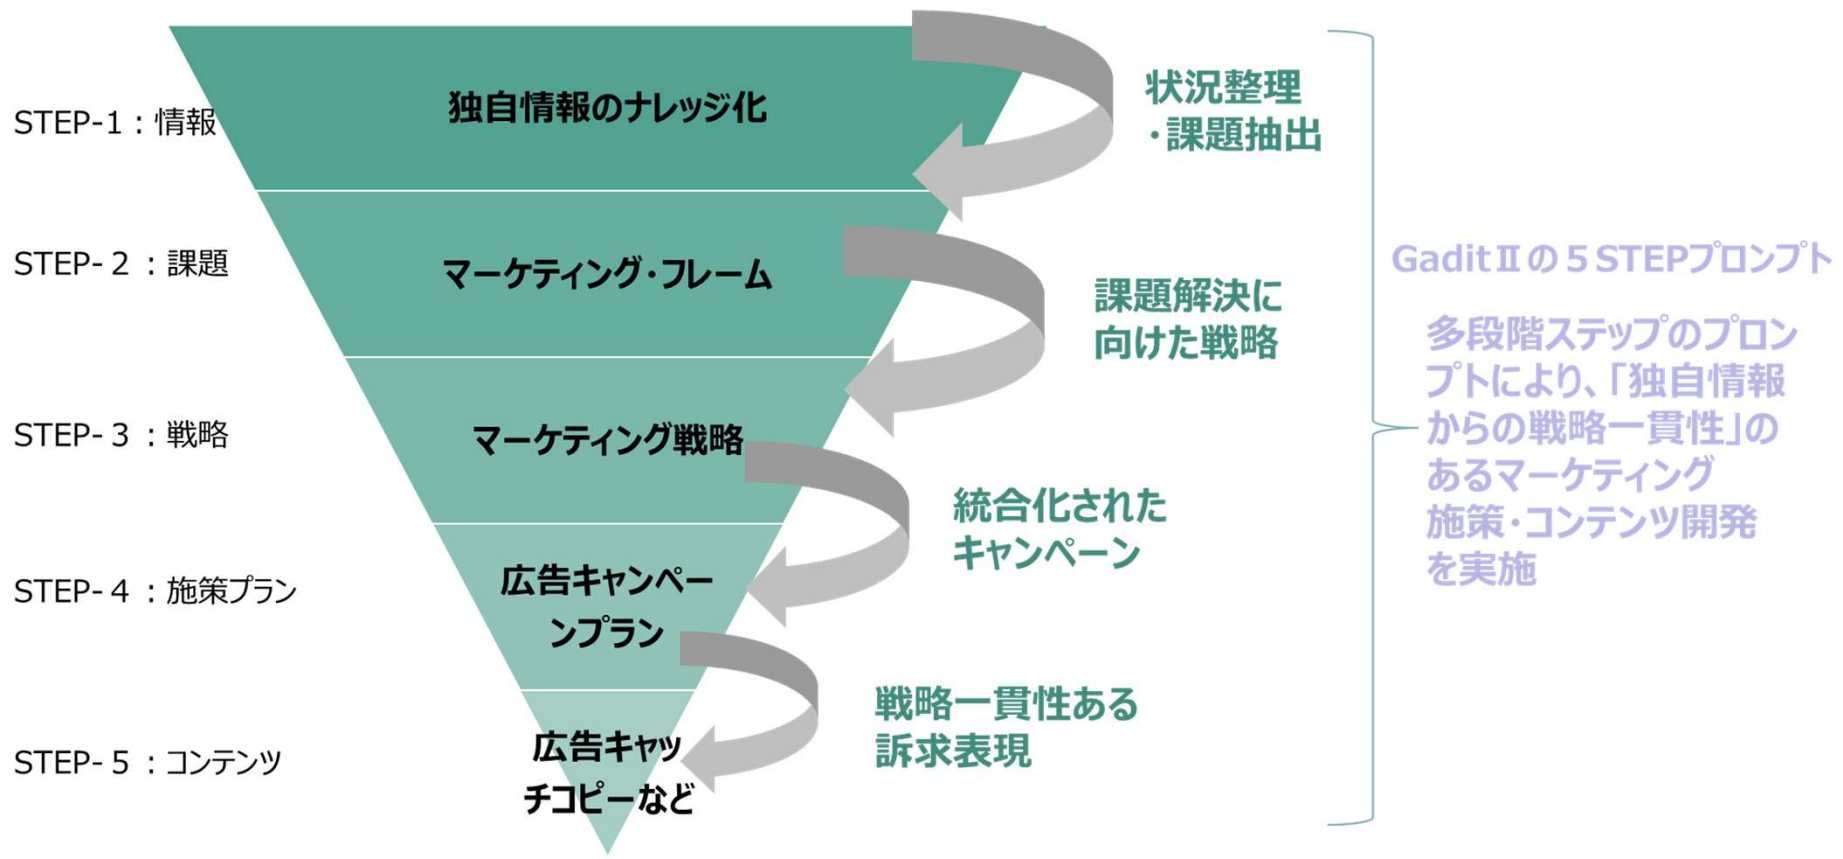 STEP-1：情報
独自情報のナレッジ化
状況整理
・課題抽出
STEP-２：課題
マーケティング・フレーム
課題解決に
向けた戦略
STEP-３：戦略
マーケティング戦略
統合化された
キャンペーン
STEP-４：施策プラン
広告キャンペー
ンプラン
戦略一貫性ある
訴求表現
STEP-５：コンテンツ
広告キャッ
チコピーなど
GaditⅡの５STEPプロンプト
多段階ステップのプロン
プトにより、「独自情報
からの戦略一貫性」の
あるマーケティング
施策・コンテンツ開発
を実施